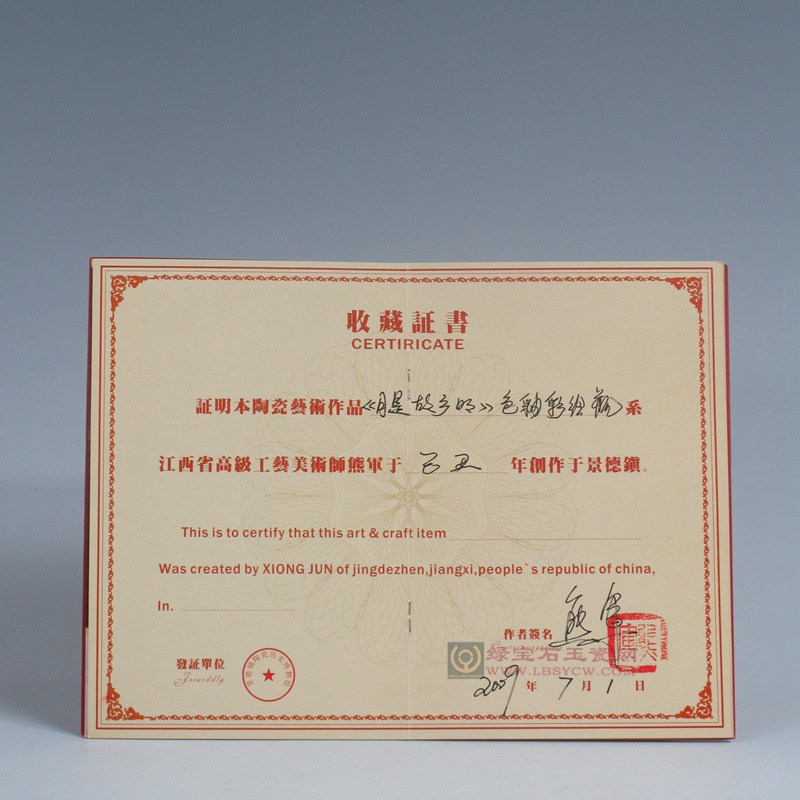 收藏証書
CERTIRICATE
証明本陶瓷藝術作品《月是故乡明》色釉彩绘瓶系
江西省高級工藝美術師熊軍于 己丑 年創作于景德鎮。
This is to certify that this art & craft item
Was created by XIONG JUN of jingdezhen,jiangxi,people`s republic of china,
In.
作者簽名 熊军
發証單位
绿宝石玉瓷网
WWW.LBSYCW.COM
2009 年 7 月 1 日